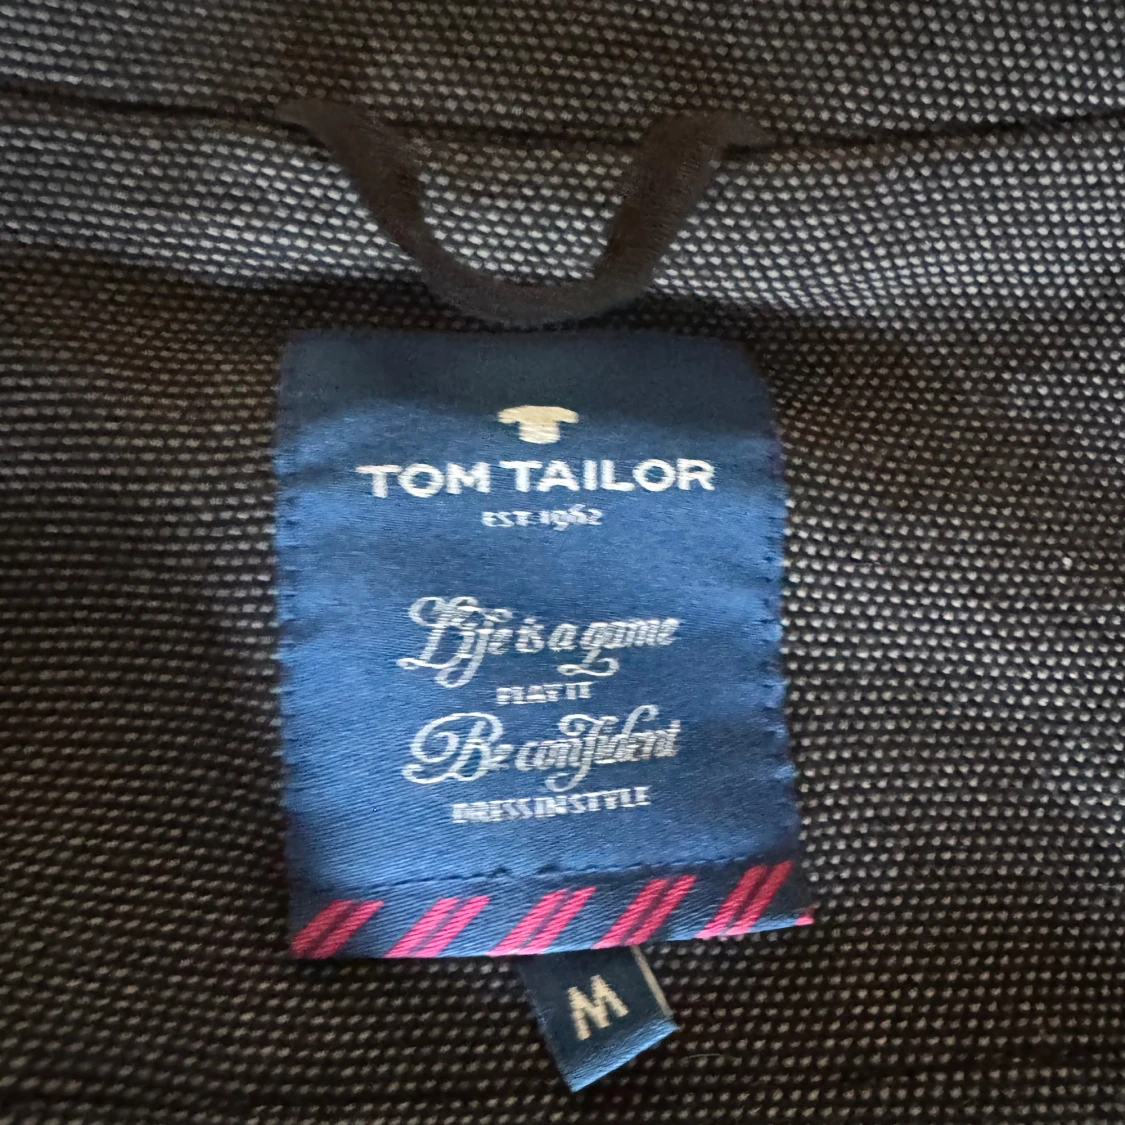 TOM TAILOR
EST. 1962
Life is a game
PLAY IT
Be confident
DRESS IN STYLE
M